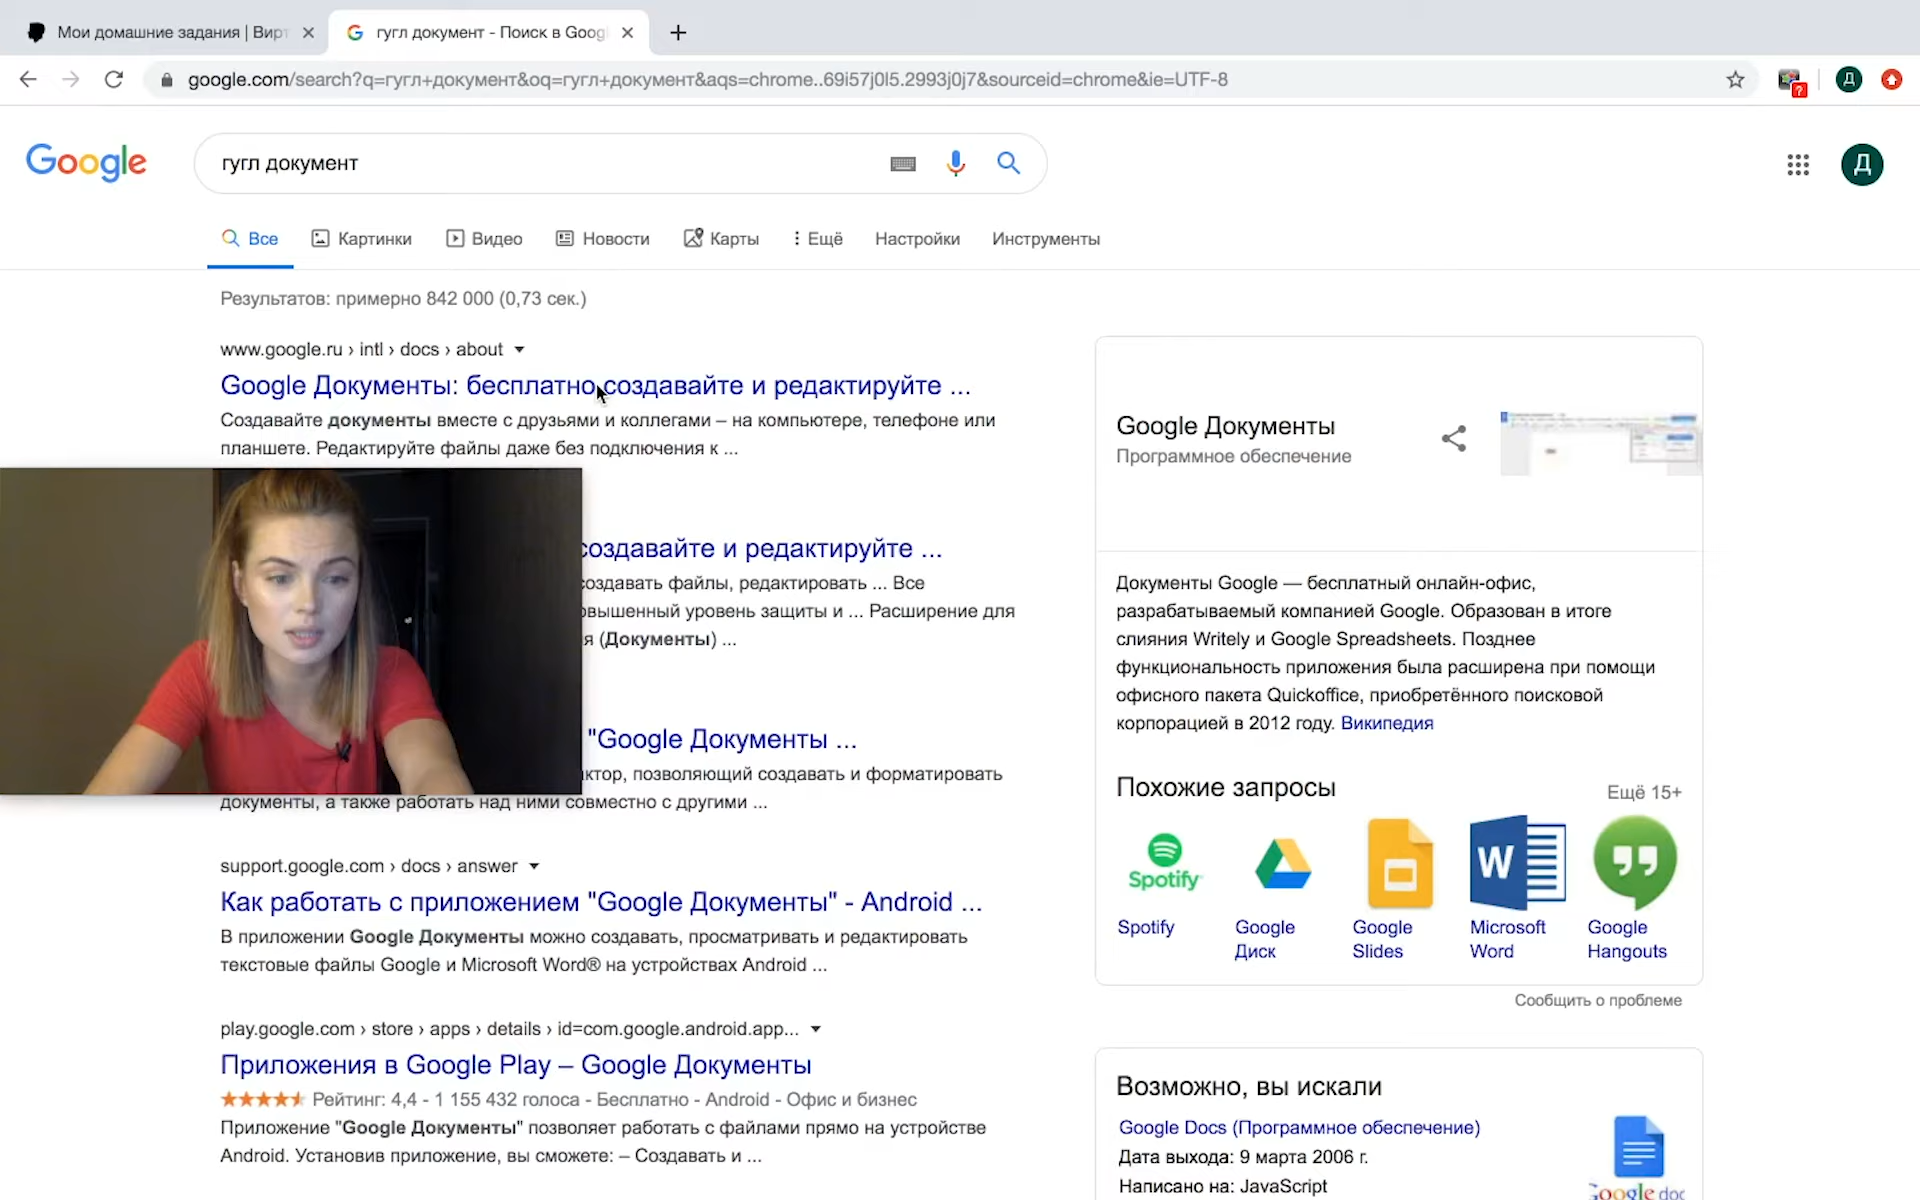 Мои домашние задания | Вирт
гугл документ - Поиск в Goog
google.com/search?q=гугл+документ&oq=гугл+документ&aqs=chrome..69i57j0l5.2993j0j7&sourceid=chrome&ie=UTF-8
Д
Google
гугл документ
Д
Все
Картинки
Видео
Новости
Карты
Ещё
Настройки
Инструменты
Результатов: примерно 842 000 (0,73 сек.)
www.google.ru › intl › docs › about
Google Документы: бесплатно создавайте и редактируйте ...
Создавайте документы вместе с друзьями и коллегами – на компьютере, телефоне или
планшете. Редактируйте файлы даже без подключения к ...
создавайте и редактируйте ...
создавать файлы, редактировать ... Все
овышенный уровень защиты и ... Расширение для
я (Документы) ...
"Google Документы ...
ктор, позволяющий создавать и форматировать
документы, а также работать над ними совместно с другими ...
support.google.com › docs › answer
Как работать с приложением "Google Документы" - Android ...
В приложении Google Документы можно создавать, просматривать и редактировать
текстовые файлы Google и Microsoft Word® на устройствах Android ...
play.google.com › store › apps › details › id=com.google.android.app...
Приложения в Google Play – Google Документы
Рейтинг: 4,4 - 1 155 432 голоса - Бесплатно - Android - Офис и бизнес
Приложение "Google Документы" позволяет работать с файлами прямо на устройстве
Android. Установив приложение, вы сможете: – Создавать и ...
Google Документы
Программное обеспечение
Документы Google — бесплатный онлайн-офис,
разрабатываемый компанией Google. Образован в итоге
слияния Writely и Google Spreadsheets. Позднее
функциональность приложения была расширена при помощи
офисного пакета Quickoffice, приобретённого поисковой
корпорацией в 2012 году. Википедия
Похожие запросы
Ещё 15+
Spotify
W
Spotify
Google
Диск
Google
Slides
Microsoft
Word
Google
Hangouts
Сообщить о проблеме
Возможно, вы искали
Google Docs (Программное обеспечение)
Дата выхода: 9 марта 2006 г.
Написано на: JavaScript
Google doc